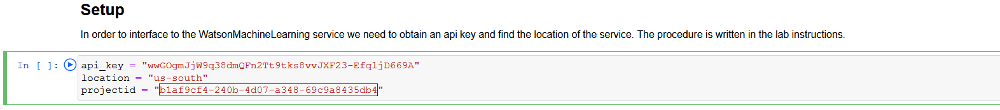 Setup
In order to interface to the WatsonMachineLearning service we need to obtain an api key and find the location of the service. The procedure is written in the lab instructions.
In [ ]: api_key = "wwGOgmJjW9q38dmQFn2Tt9tks8vvJXF23-EfqljD669A"
location = "us-south"
projectid = "b1af9cf4-240b-4d07-a348-69c9a8435db4"